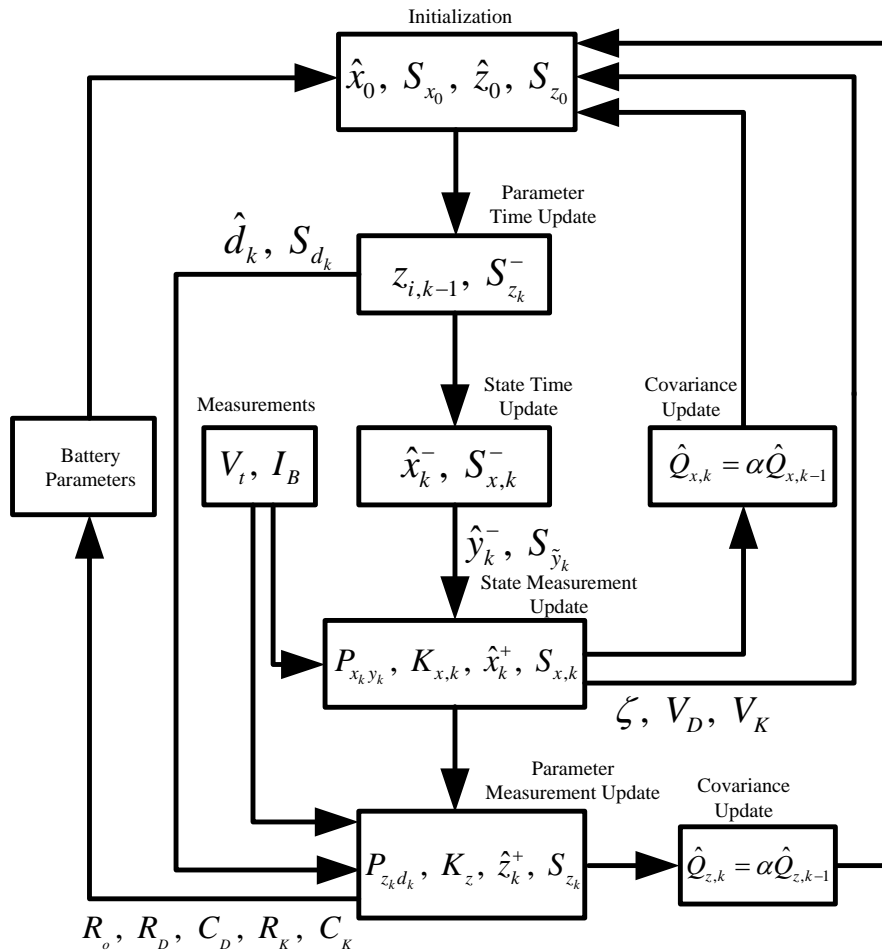 Initialization
x̂₀, S_{x₀}, ẑ₀, S_{z₀}
Parameter
Time Update
d̂_k, S_{d_k}
z_{i,k−1}, S⁻_{z_k}
State Time
Update
Covariance
Update
Measurements
Battery
Parameters
V_t, I_B
x̂⁻_k, S⁻_{x,k}
Q̂_{x,k} = αQ̂_{x,k−1}
ŷ⁻_k, S_{ỹ_k}
State Measurement
Update
P_{x_k y_k}, K_{x,k}, x̂⁺_k, S_{x,k}
ζ, V_D, V_K
Parameter
Measurement Update
Covariance
Update
P_{z_k d_k}, K_z, ẑ⁺_k, S_{z_k}
Q̂_{z,k} = αQ̂_{z,k−1}
R_o, R_D, C_D, R_K, C_K